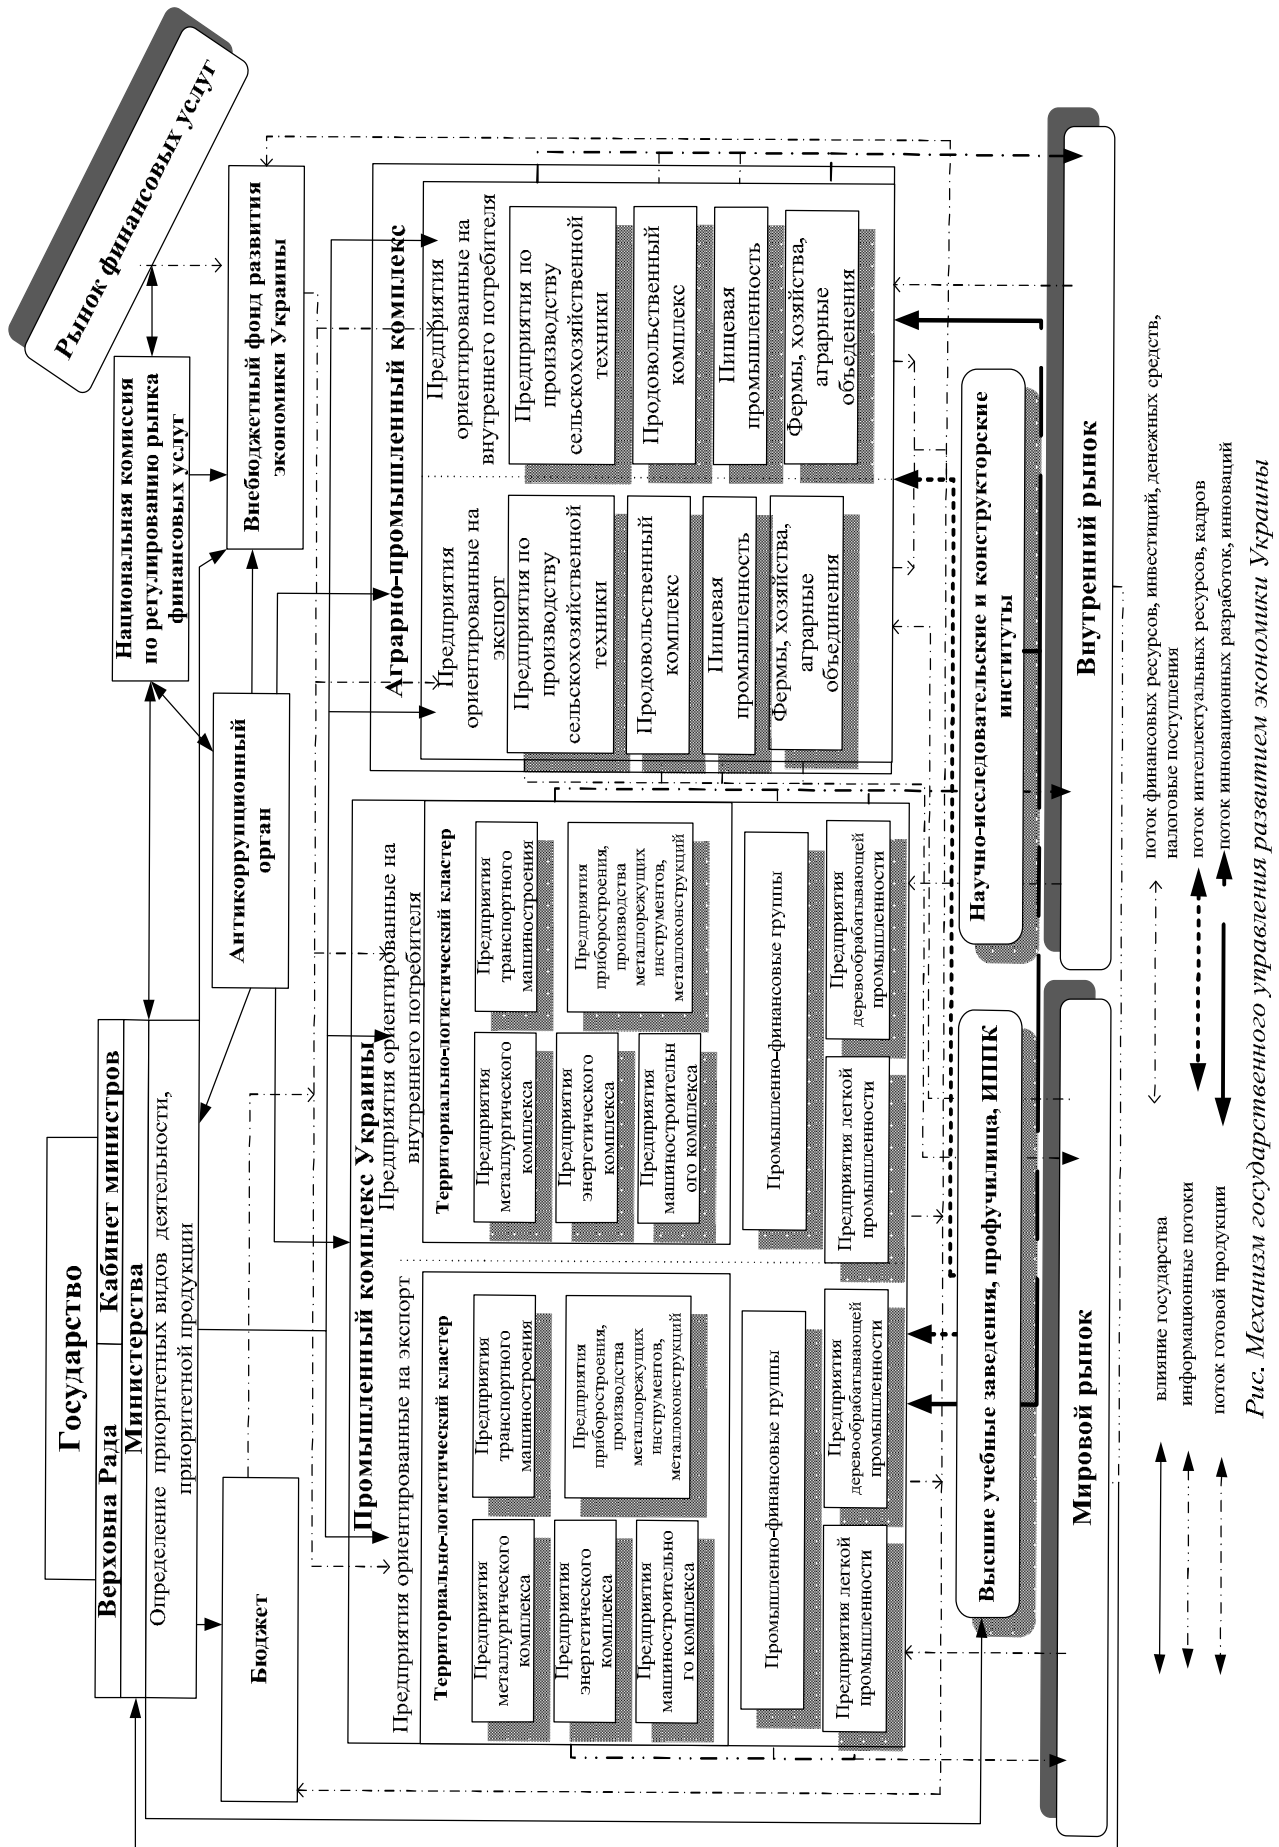 Государство
Верховна Рада
Кабинет министров
Министерства
Определение приоритетных видов деятельности,
приоритетной продукции
Национальная комиссия
по регулированию рынка
финансовых услуг
Рынок финансовых услуг
Бюджет
Антикоррупционный
орган
Внебюджетный фонд развития
экономики Украины
Промышленный комплекс Украины
Предприятия ориентированные на экспорт
Территориально-логистический кластер
Предприятия
металлургического
комплекса
Предприятия
транспортного
машиностроения
Предприятия
энергетического
комплекса
Предприятия
приборостроения,
производства
металлорежущих
инструментов,
металлоконструкций
Предприятия
машиностроительно
го комплекса
Промышленно-финансовые группы
Предприятия легкой
промышленности
Предприятия
деревообрабатывающей
промышленности
Предприятия ориентированные на
внутреннего потребителя
Территориально-логистический кластер
Предприятия
металлургического
комплекса
Предприятия
транспортного
машиностроения
Предприятия
энергетического
комплекса
Предприятия
приборостроения,
производства
металлорежущих
инструментов,
металлоконструкций
Предприятия
машиностроительн
ого комплекса
Промышленно-финансовые группы
Предприятия легкой
промышленности
Предприятия
деревообрабатывающей
промышленности
Аграрно-промышленный комплекс
Предприятия
ориентированные на
экспорт
Предприятия по
производству
сельскохозяйственной
техники
Продовольственный
комплекс
Пищевая
промышленность
Фермы, хозяйства,
аграрные
объединения
Предприятия
ориентированные на
внутреннего потребителя
Предприятия по
производству
сельскохозяйственной
техники
Продовольственный
комплекс
Пищевая
промышленность
Фермы, хозяйства,
аграрные
объеденения
Высшие учебные заведения, профучилища, ИППК
Научно-исследовательские и конструкторские
институты
Мировой рынок
Внутренний рынок
влияние государства
информационные потоки
поток готовой продукции
поток финансовых ресурсов, инвестиций, денежных средств,
налоговые поступления
поток интеллектуальных ресурсов, кадров
поток инновационных разработок, инноваций
Рис. Механизм государственного управления развитием экономики Украины